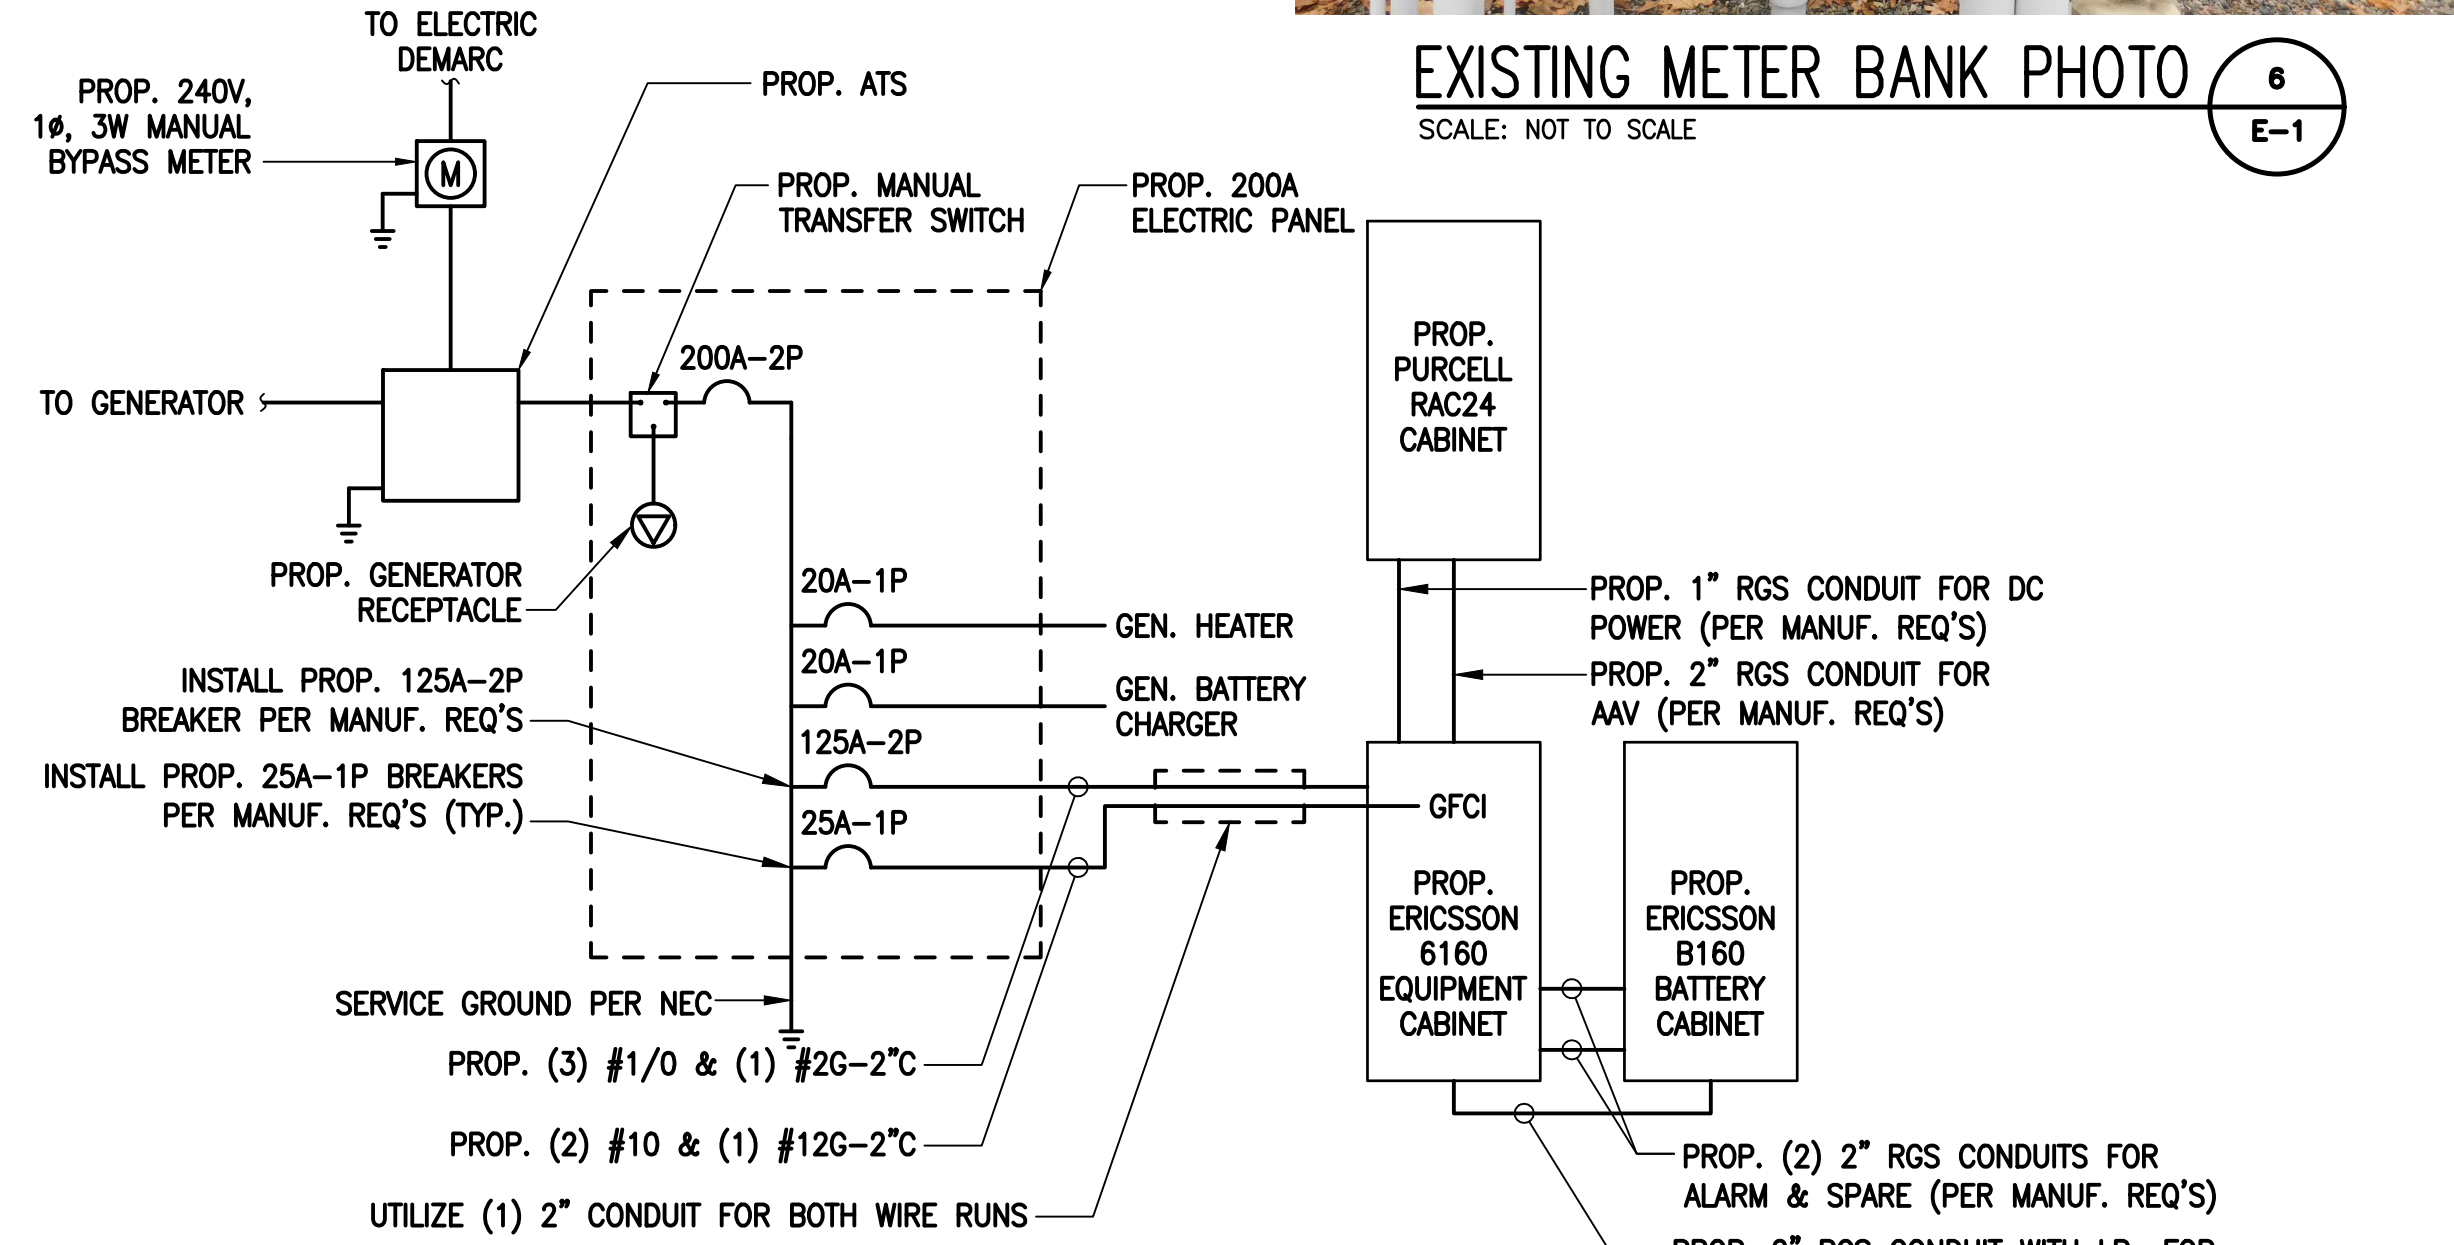 TO ELECTRIC
DEMARC
PROP. 240V,
1ø, 3W MANUAL
BYPASS METER
M
PROP. ATS
EXISTING METER BANK PHOTO
SCALE: NOT TO SCALE
6
E-1
PROP. MANUAL
TRANSFER SWITCH
PROP. 200A
ELECTRIC PANEL
200A-2P
TO GENERATOR
PROP.
PURCELL
RAC24
CABINET
PROP. GENERATOR
RECEPTACLE
20A-1P
GEN. HEATER
20A-1P
GEN. BATTERY
CHARGER
PROP. 1" RGS CONDUIT FOR DC
POWER (PER MANUF. REQ'S)
PROP. 2" RGS CONDUIT FOR
AAV (PER MANUF. REQ'S)
INSTALL PROP. 125A-2P
BREAKER PER MANUF. REQ'S
125A-2P
INSTALL PROP. 25A-1P BREAKERS
PER MANUF. REQ'S (TYP.)
25A-1P
GFCI
PROP.
ERICSSON
6160
EQUIPMENT
CABINET
PROP.
ERICSSON
B160
BATTERY
CABINET
SERVICE GROUND PER NEC
PROP. (3) #1/0 & (1) #2G-2"C
PROP. (2) #10 & (1) #12G-2"C
UTILIZE (1) 2" CONDUIT FOR BOTH WIRE RUNS
PROP. (2) 2" RGS CONDUITS FOR
ALARM & SPARE (PER MANUF. REQ'S)
RGS CONDUIT WITH
FOR